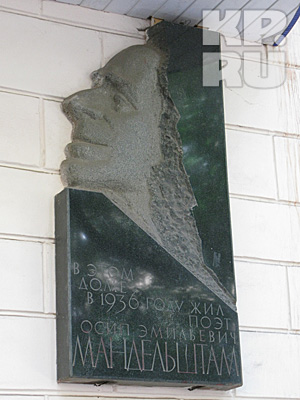 KP.
RU
В ЭТОМ
ДОМЕ
В 1936 ГОДУ ЖИЛ
ПОЭТ
ОСИП ЭМИЛЬЕВИЧ
МАНДЕЛЬШТАМ